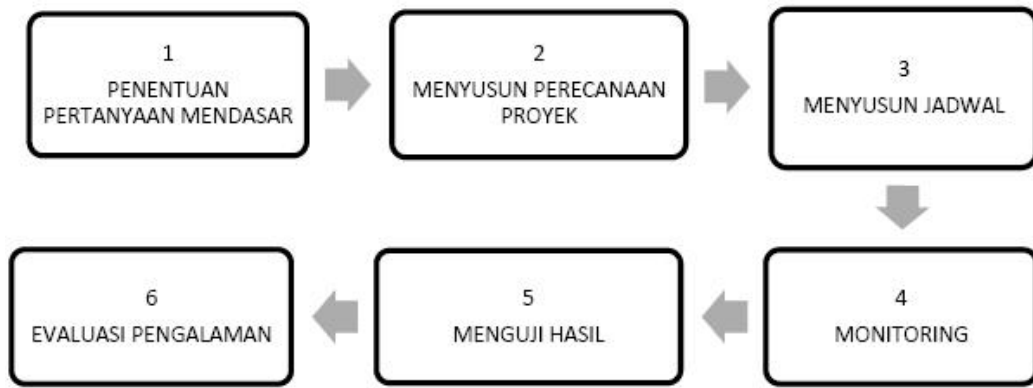 1
PENENTUAN
PERTANYAAN MENDASAR
2
MENYUSUN PERECANAAN
PROYEK
3
MENYUSUN JADWAL
4
MONITORING
5
MENGUJI HASIL
6
EVALUASI PENGALAMAN